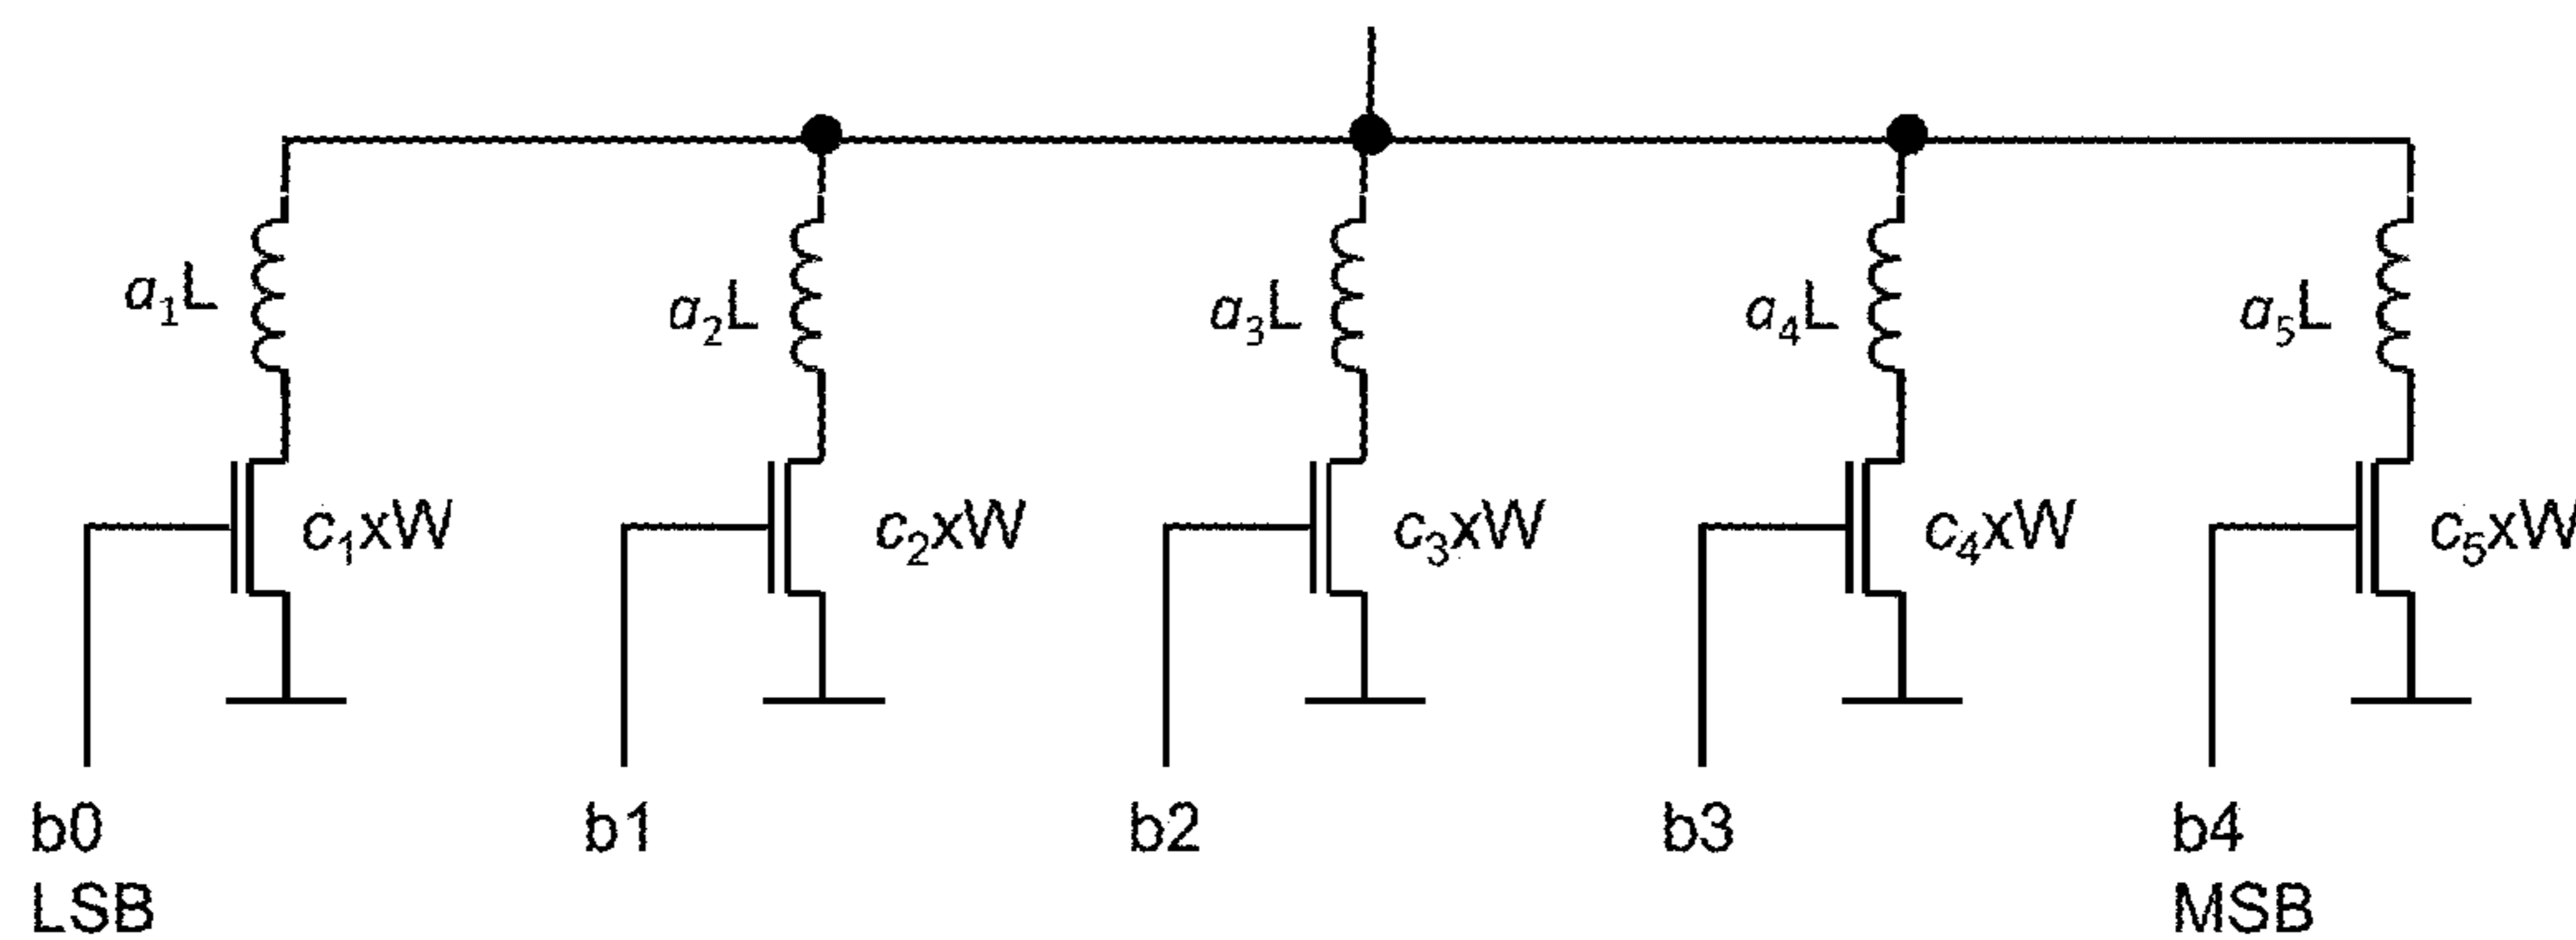 a₁L
a₂L
a₃L
a₄L
a₅L
c₁xW
c₂xW
c₃xW
c₄xW
c₅xW
b0
LSB
b1
b2
b3
b4
MSB